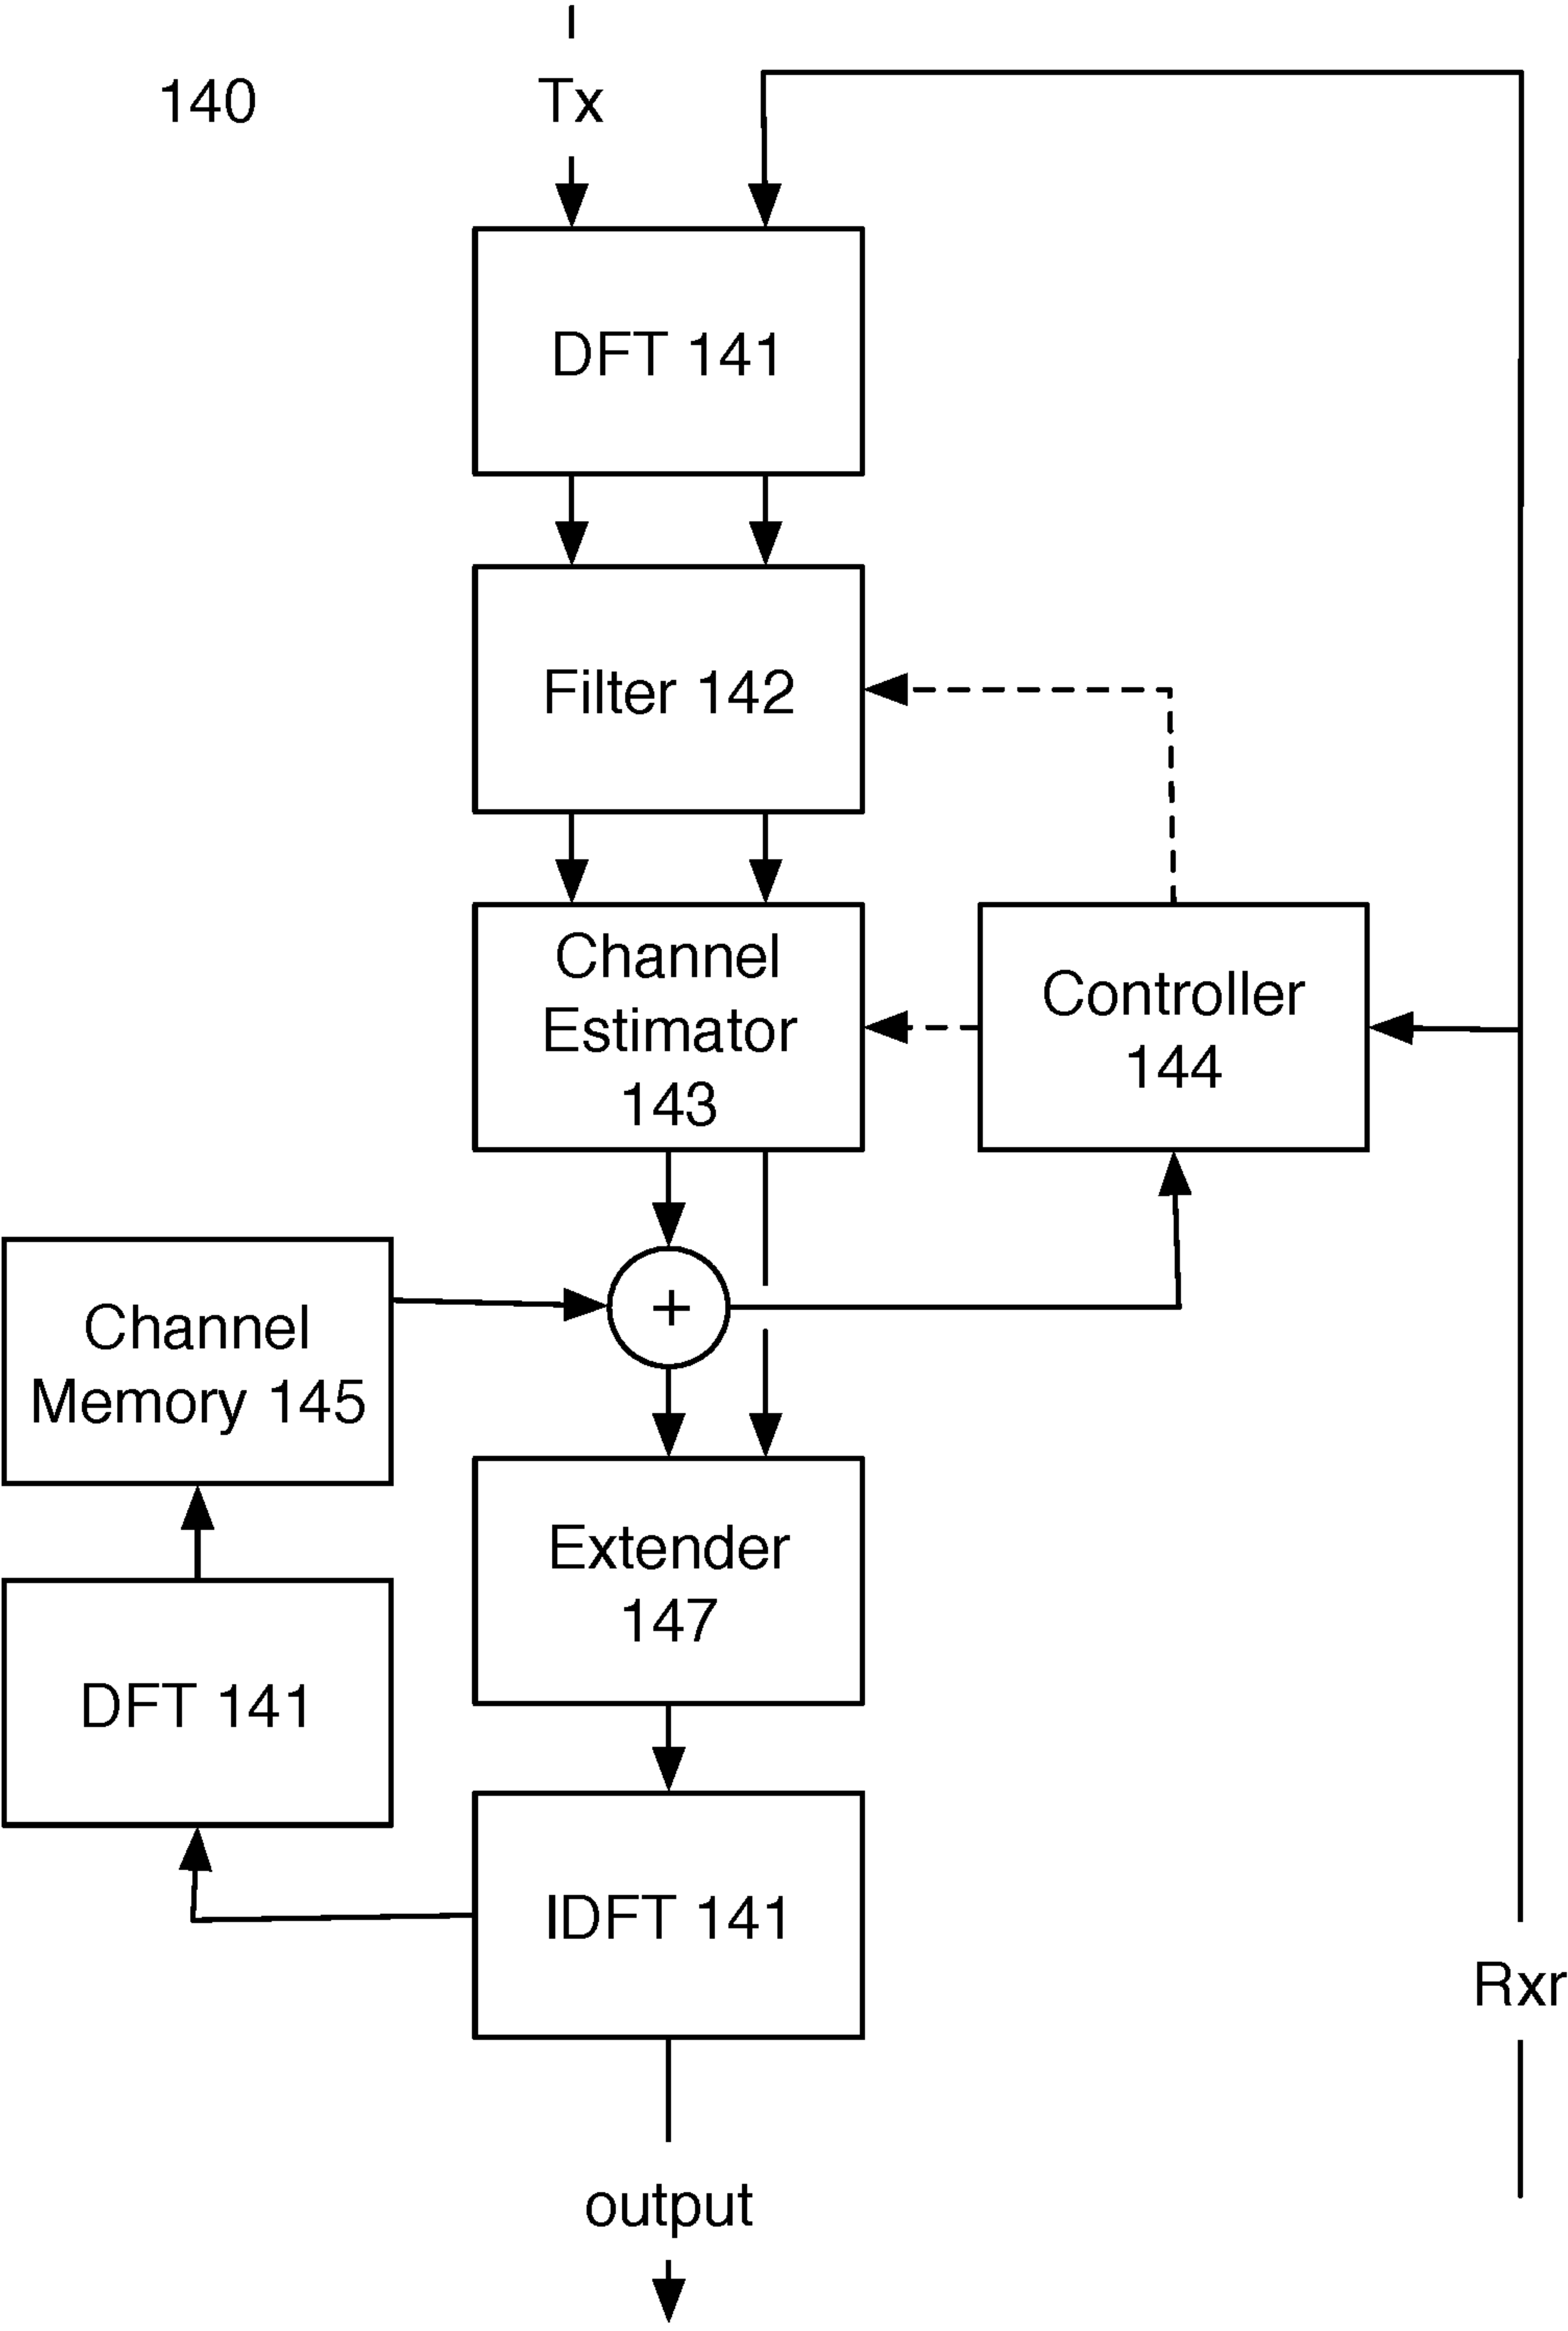 140
Tx
DFT 141
Filter 142
Channel
Estimator
143
Controller
144
+
Channel
Memory 145
Extender
147
DFT 141
IDFT 141
Rxr
output